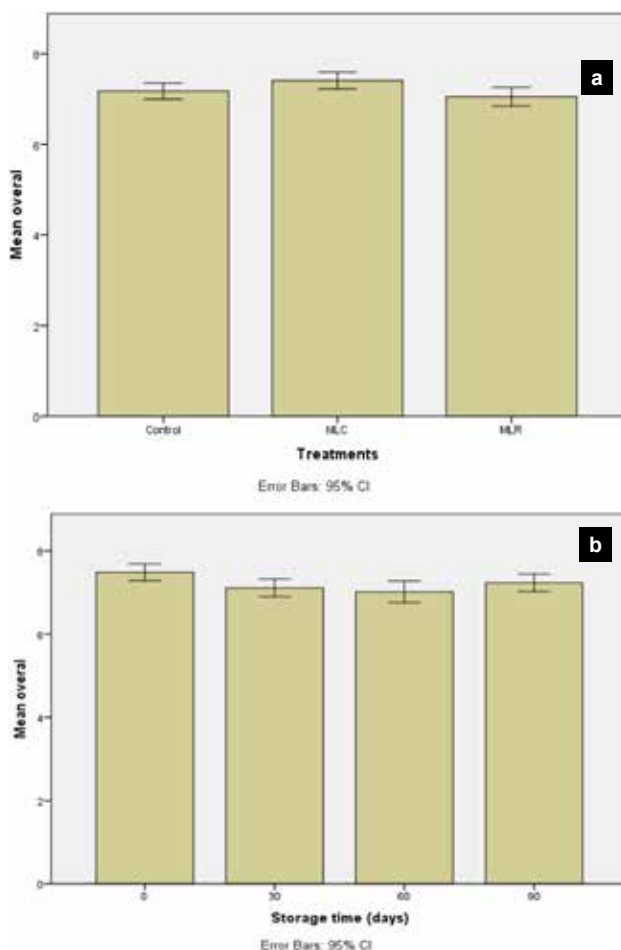 a
Mean overal
8
6
4
2
0
Control MLC MLR
Treatments
Error Bars: 95% CI
b
Mean overal
8
6
4
2
0
0 30 60 90
Storage time (days)
Error Bars: 95% CI